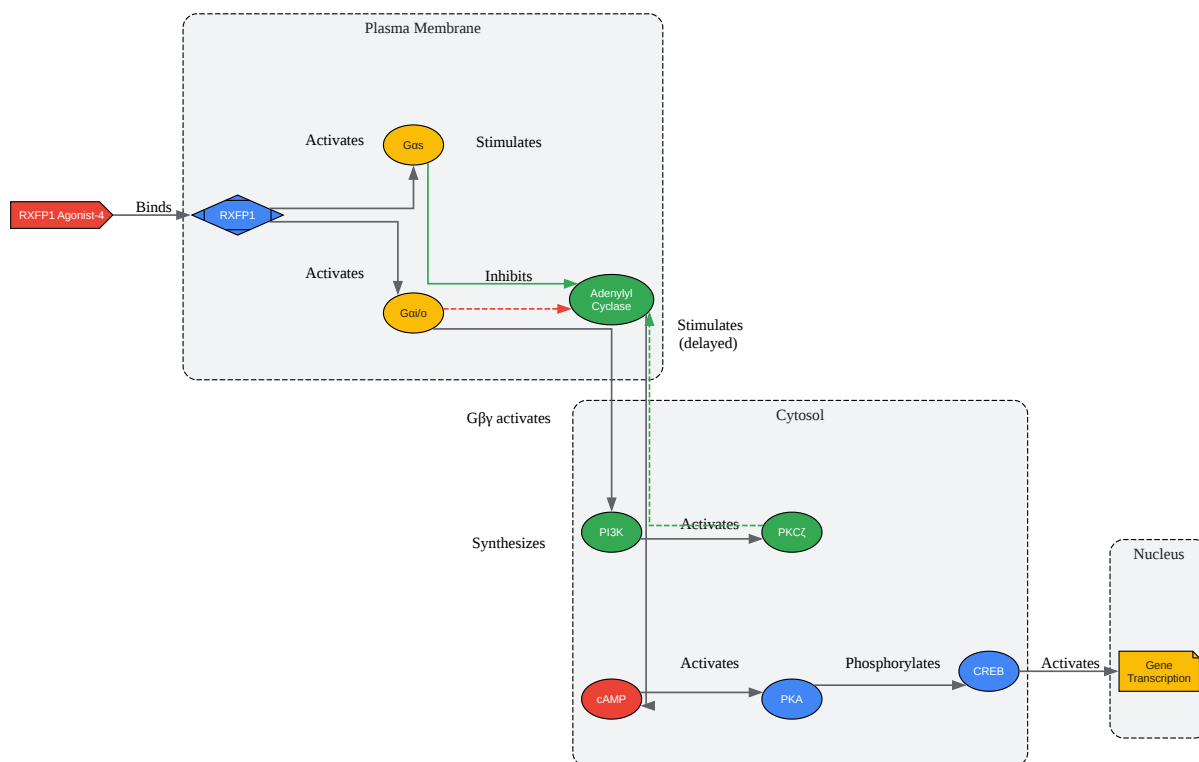 Plasma Membrane
Activates
Gαs
Stimulates
RXFP1 Agonist-4
Binds
RXFP1
Activates
Inhibits
Adenylyl
Cyclase
Gαi/o
Stimulates
(delayed)
Gβγ activates
Cytosol
PI3K
Activates
PKCζ
Synthesizes
Nucleus
cAMP
Activates
PKA
Phosphorylates
CREB
Activates
Gene
Transcription